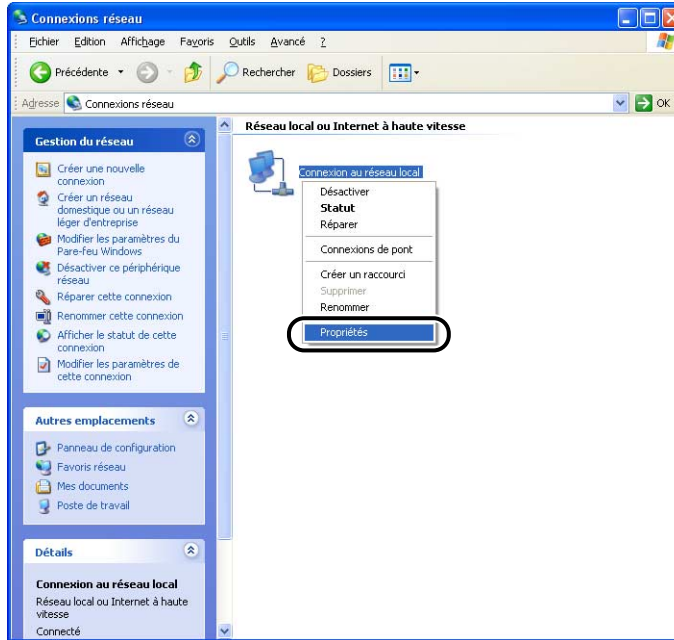 Connexions réseau
Fichier Edition Affichage Favoris Outils Avancé ?
Précédente Rechercher Dossiers
Adresse Connexions réseau OK
Gestion du réseau
Créer une nouvelle
connexion
Créer un réseau
domestique ou un réseau
léger d'entreprise
Modifier les paramètres du
Pare-feu Windows
Désactiver ce périphérique
réseau
Réparer cette connexion
Renommer cette connexion
Afficher le statut de cette
connexion
Modifier les paramètres de
cette connexion
Autres emplacements
Panneau de configuration
Favoris réseau
Mes documents
Poste de travail
Détails
Connexion au réseau local
Réseau local ou Internet à haute
vitesse
Connecté
Réseau local ou Internet à haute vitesse
Connexion au réseau local
Désactiver
Statut
Réparer
Connexions de pont
Créer un raccourci
Supprimer
Renommer
Propriétés